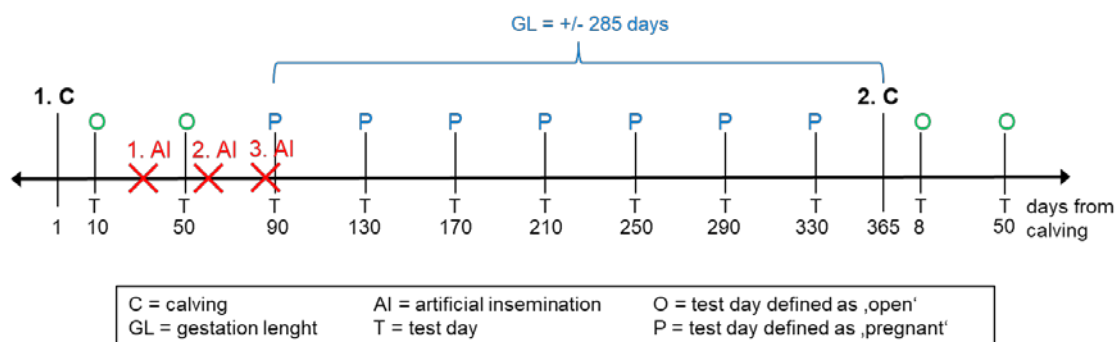 GL = +/- 285 days
1. C
2. C
O O P P P P P P P O O
1. AI 2. AI 3. AI
T T T T T T T T T T T
days from
1 10 50 90 130 170 210 250 290 330 365 8 50
calving
C = calving AI = artificial insemination O = test day defined as ‚open‘
GL = gestation lenght T = test day P = test day defined as ‚pregnant‘